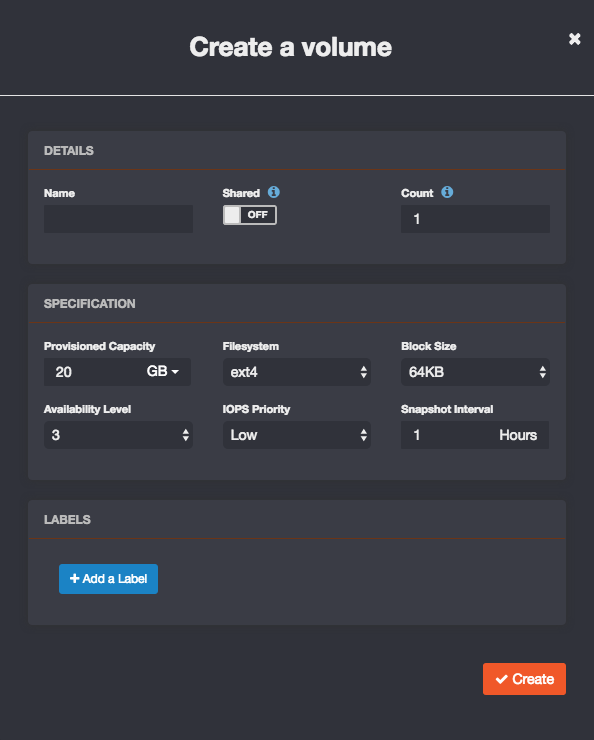 Create a volume
DETAILS
Name Shared Count
OFF 1
SPECIFICATION
Provisioned Capacity Filesystem Block Size
20 GB ext4 64KB
Availability Level IOPS Priority Snapshot Interval
3 Low 1 Hours
LABELS
+ Add a Label
Create